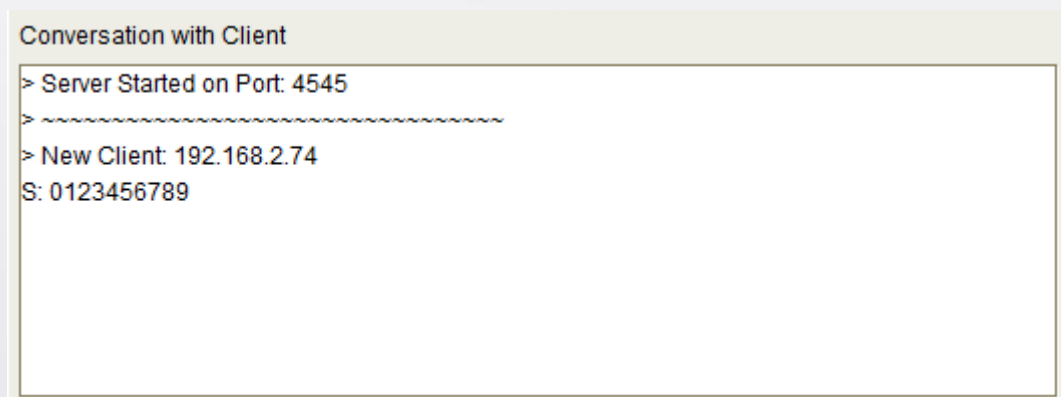 Conversation with Client
> Server Started on Port: 4545
> ~~~~~~~~~~~~~~~~~~~~~~~~~~~~~~~~~
> New Client: 192.168.2.74
S: 0123456789